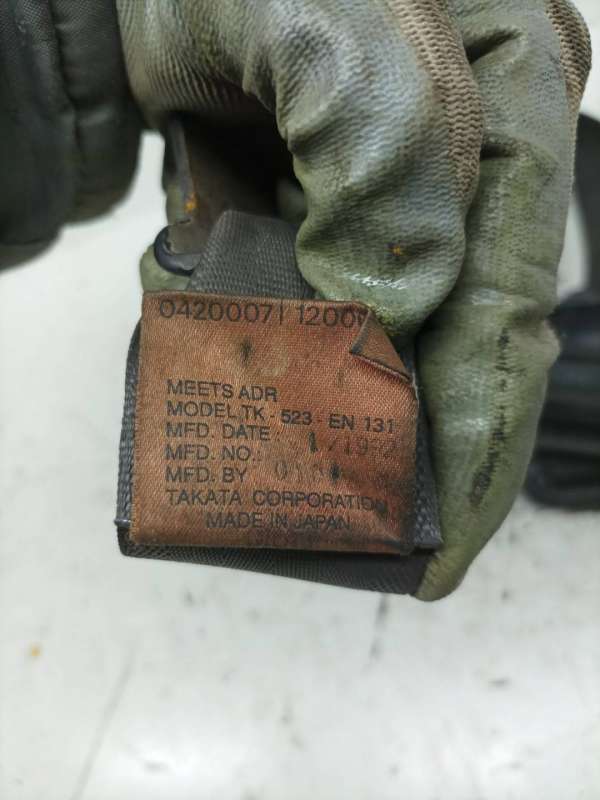 04200071 1200
MEETS ADR
MODEL TK - 523 - EN 131
MFD. DATE:
MFD. NO.:
MFD. BY
TAKATA CORPORATION
MADE IN JAPAN